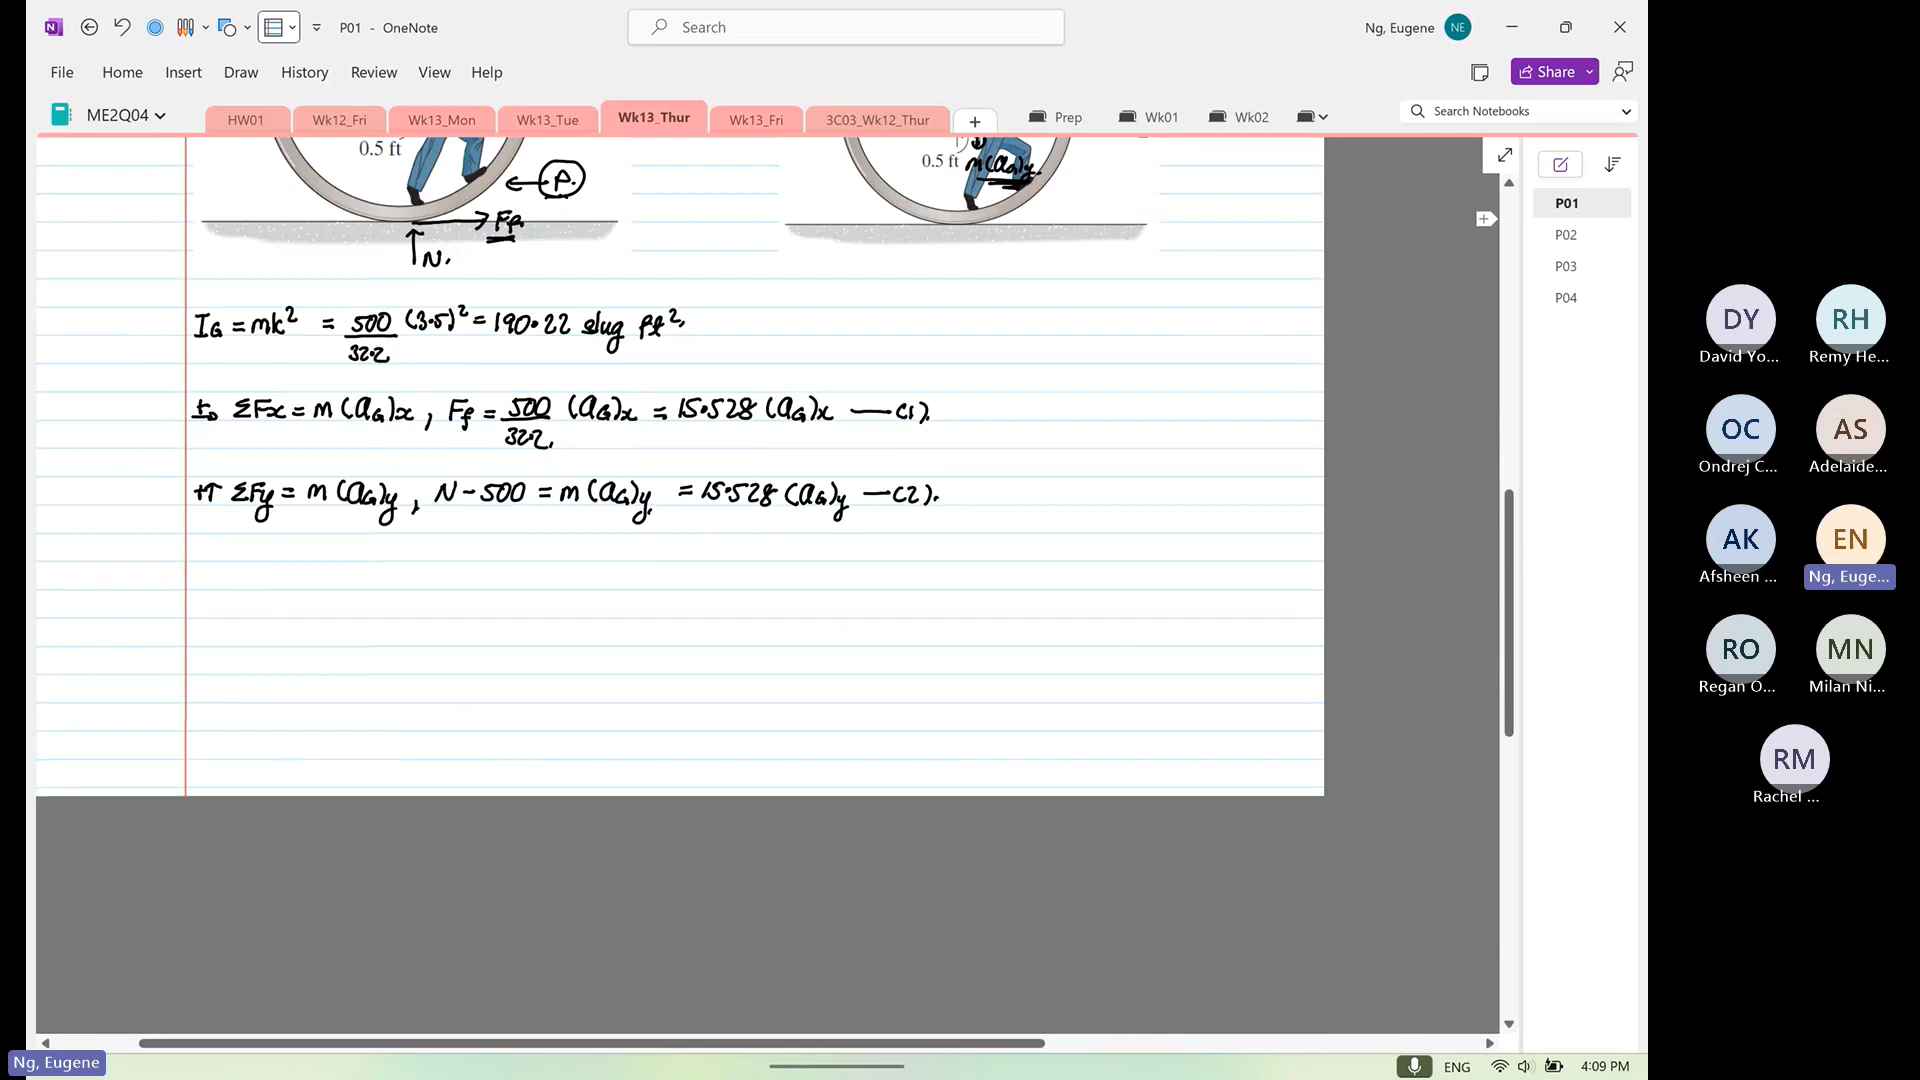 P01 - OneNote
Search
Ng, Eugene
NE
File Home Insert Draw History Review View Help
Share
ME2Q04
HW01 Wk12_Fri Wk13_Mon Wk13_Tue Wk13_Thur Wk13_Fri 3C03_Wk12_Thur + Prep Wk01 Wk02
Search Notebooks
P01
P02
P03
P04
0.5 ft
P.
Ff.
N.
0.5 ft
m(aG)y.
IG = mk² = 500/32.2 (3.5)² = 190.22 slug ft².
+→ ΣFx = m(aG)x, Ff = 500/32.2. (aG)x = 15.528 (aG)x —(1).
+↑ ΣFy = m(aG)y, N - 500 = m(aG)y. = 15.528 (aG)y —(2).
DY
David Yo...
RH
Remy He...
OC
Ondrej C...
AS
Adelaide...
AK
Afsheen ...
EN
Ng, Euge...
RO
Regan O...
MN
Milan Ni...
RM
Rachel ...
Ng, Eugene
ENG
4:09 PM